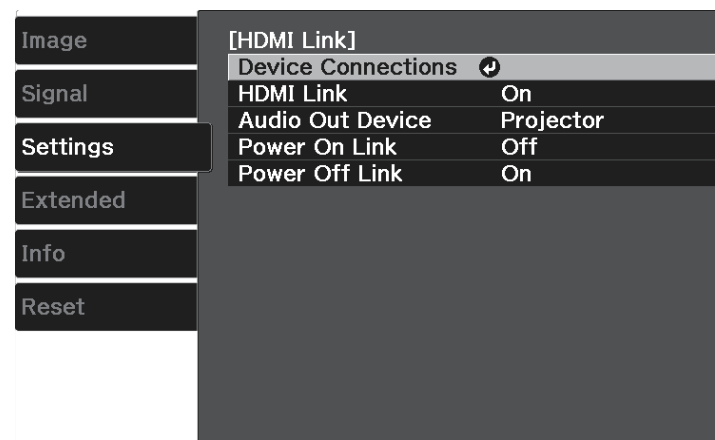 Image
Signal
Settings
Extended
Info
Reset
[HDMI Link]
Device Connections
HDMI Link On
Audio Out Device Projector
Power On Link Off
Power Off Link On